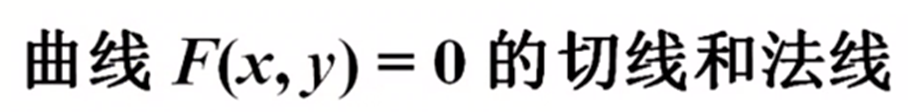 曲线 F(x, y) = 0 的切线和法线